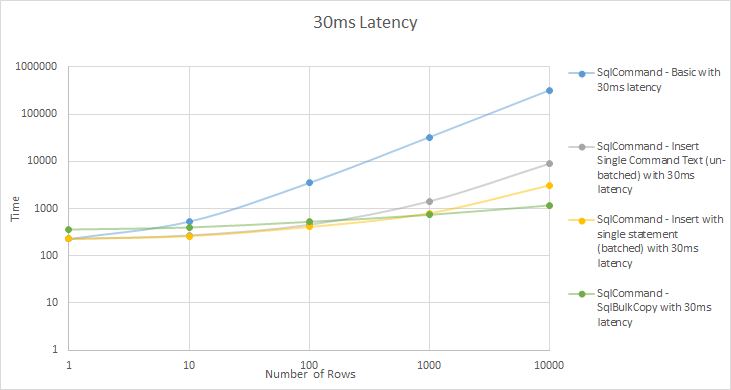 30ms Latency
1000000
100000
10000
1000
100
10
1
Time
1 10 100 1000 10000
Number of Rows
SqlCommand - Basic with
30ms latency
SqlCommand - Insert
Single Command Text (un-
batched) with 30ms
latency
SqlCommand - Insert with
single statement
(batched) with 30ms
latency
SqlCommand -
SqlBulkCopy with 30ms
latency